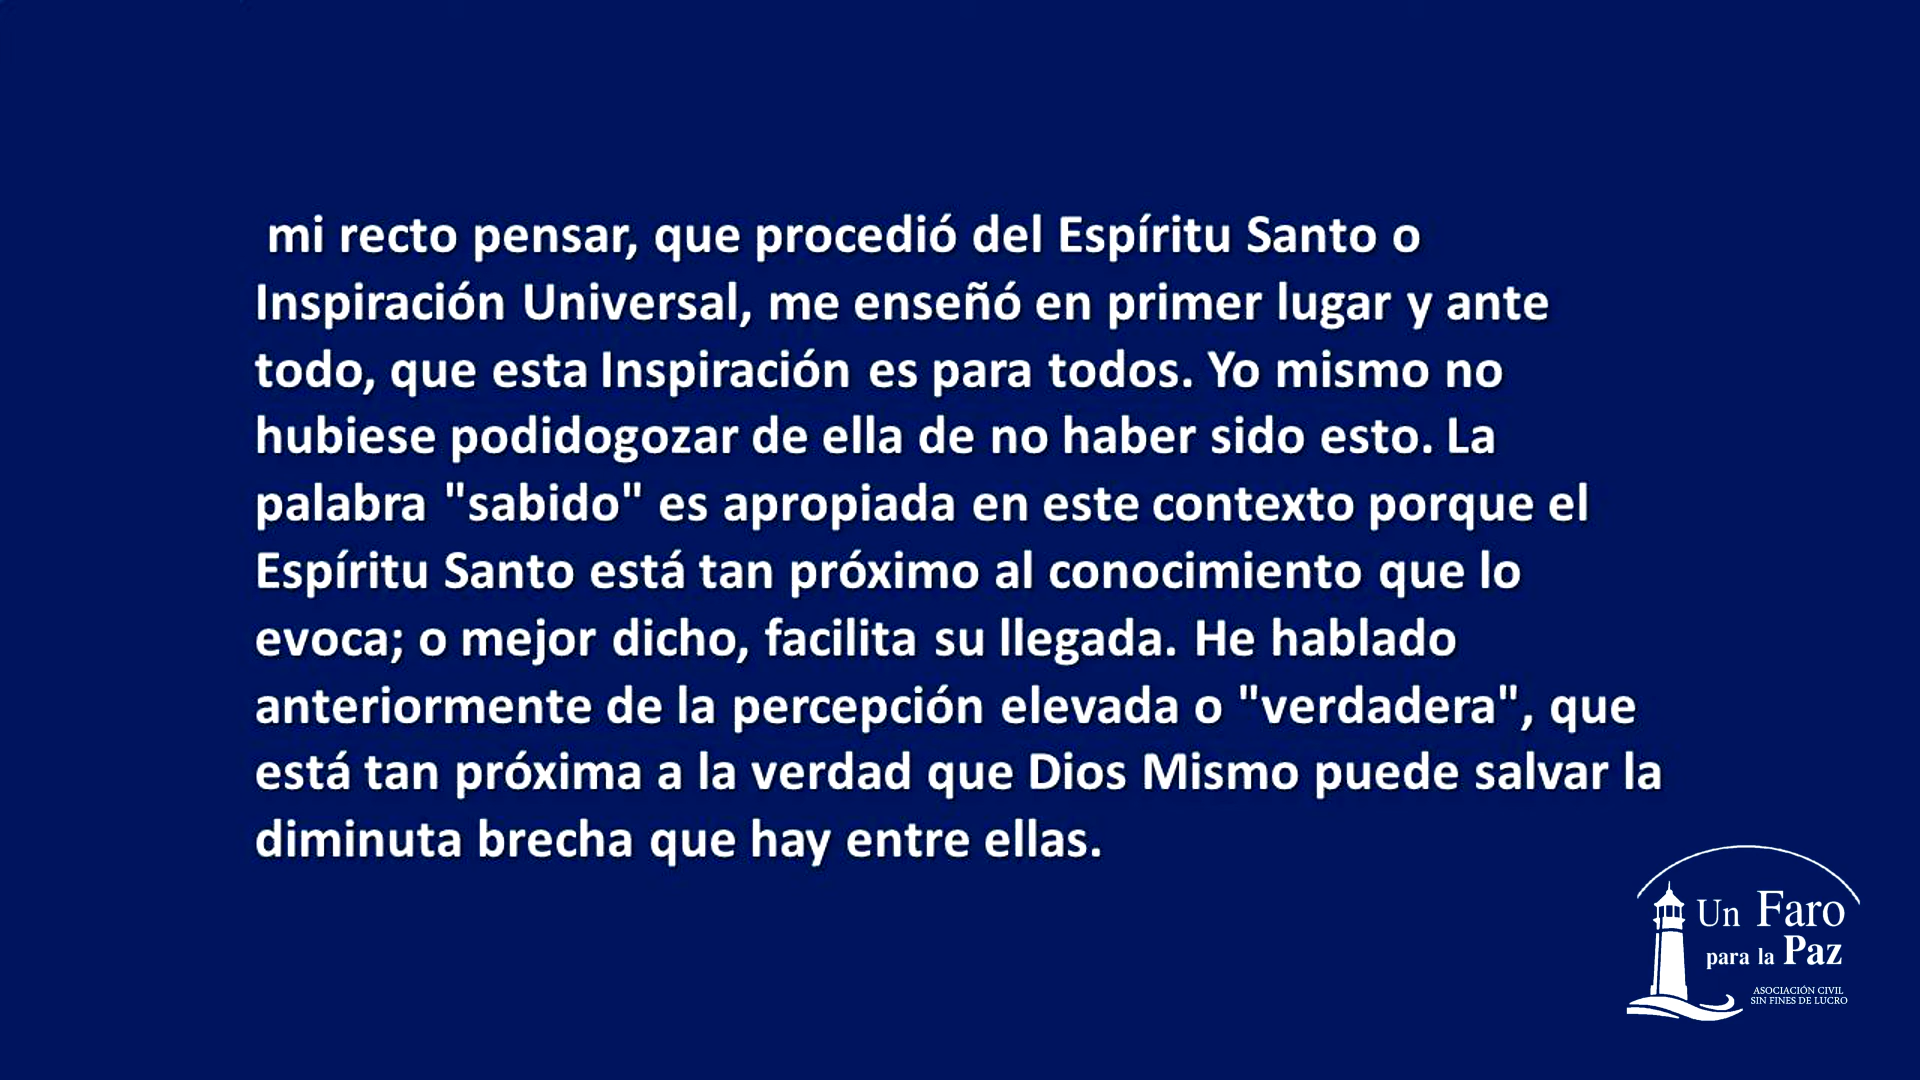 mi recto pensar, que procedió del Espíritu Santo o
Inspiración Universal, me enseñó en primer lugar y ante
todo, que esta Inspiración es para todos. Yo mismo no
hubiese podidogozar de ella de no haber sido esto. La
palabra "sabido" es apropiada en este contexto porque el
Espíritu Santo está tan próximo al conocimiento que lo
evoca; o mejor dicho, facilita su llegada. He hablado
anteriormente de la percepción elevada o "verdadera", que
está tan próxima a la verdad que Dios Mismo puede salvar la
diminuta brecha que hay entre ellas.
Un Faro
para la Paz
ASOCIACIÓN CIVIL
SIN FINES DE LUCRO